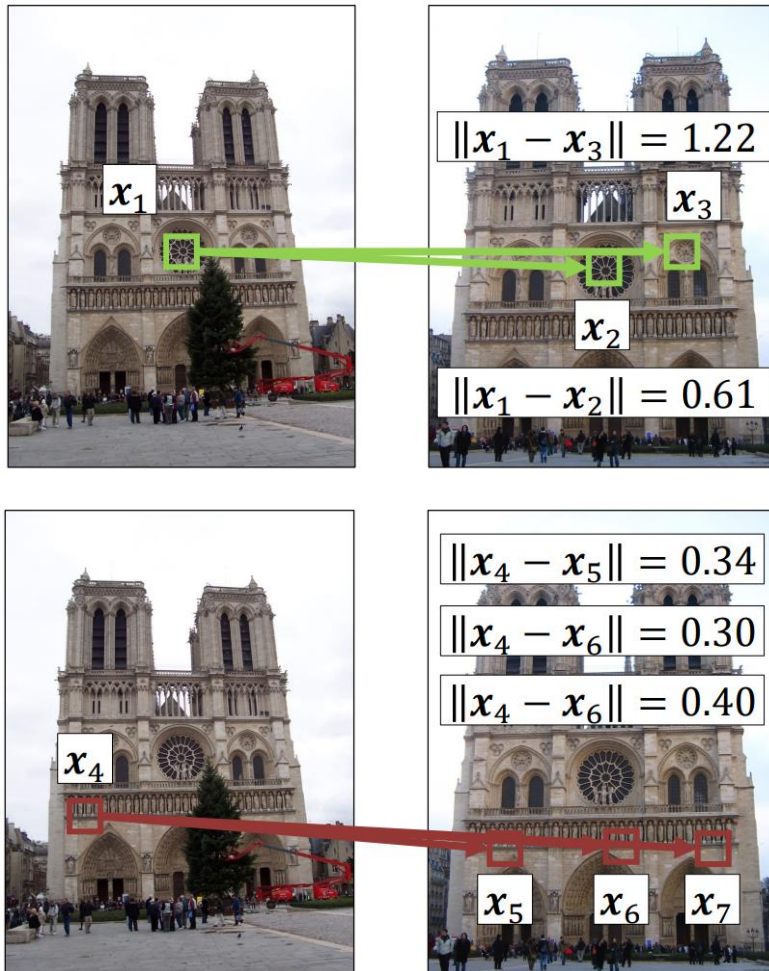 ‖𝒙₁ − 𝒙₃‖ = 1.22
𝒙₁
𝒙₃
𝒙₂
‖𝒙₁ − 𝒙₂‖ = 0.61
‖𝒙₄ − 𝒙₅‖ = 0.34
‖𝒙₄ − 𝒙₆‖ = 0.30
‖𝒙₄ − 𝒙₆‖ = 0.40
𝒙₄
𝒙₅ 𝒙₆ 𝒙₇